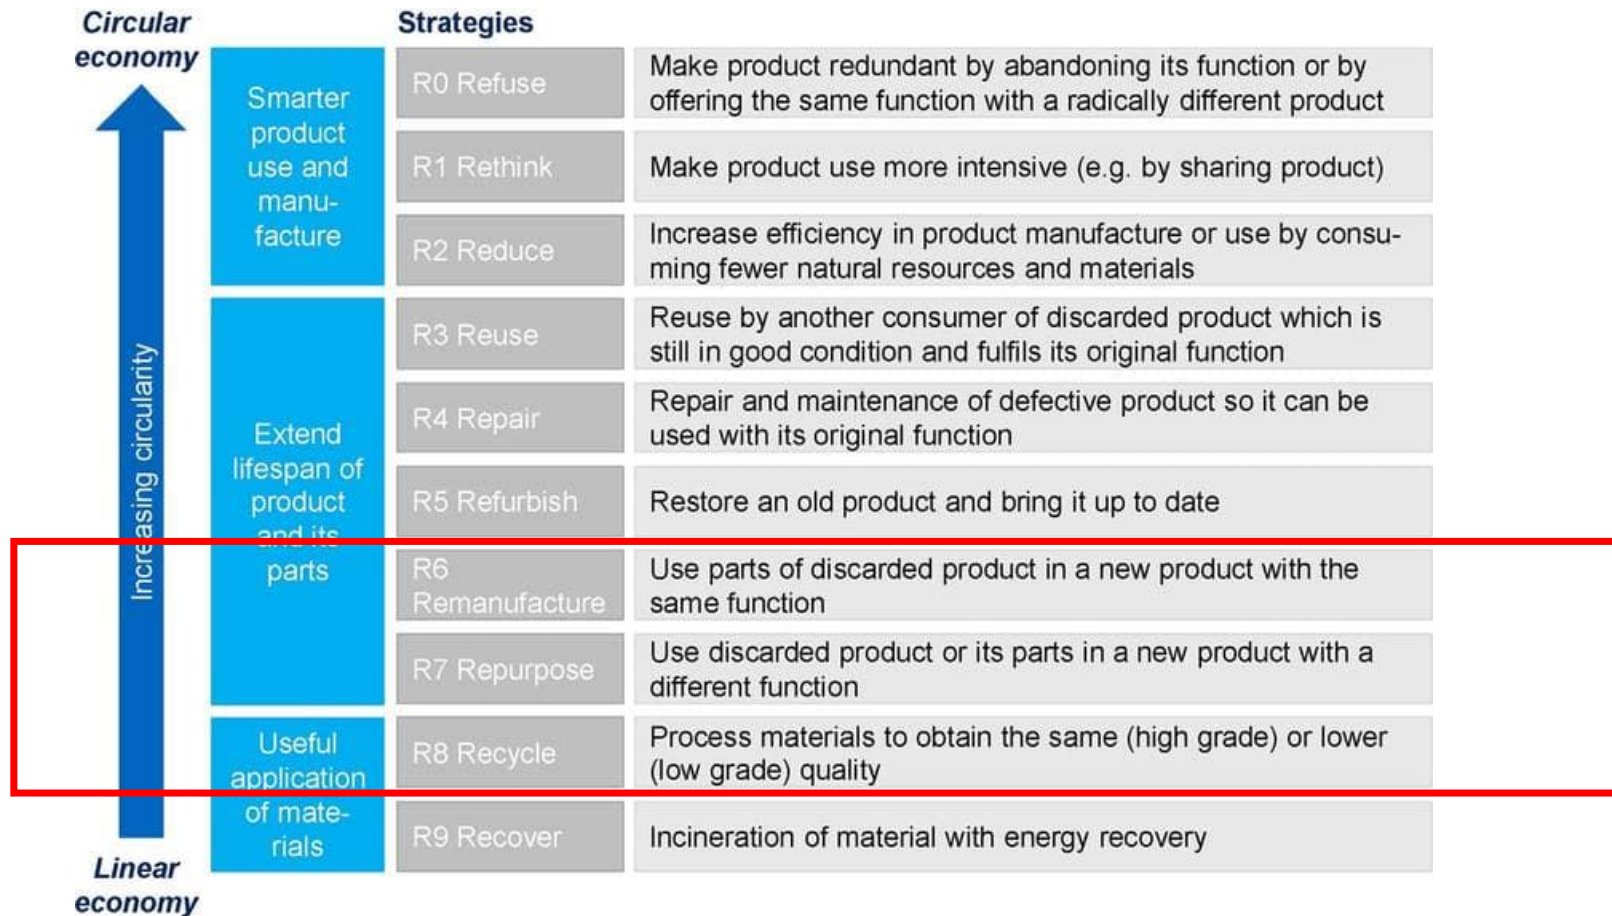 Circular
economy
Strategies
Increasing circularity
Smarter
product
use and
manu-
facture
R0 Refuse
Make product redundant by abandoning its function or by
offering the same function with a radically different product
R1 Rethink
Make product use more intensive (e.g. by sharing product)
R2 Reduce
Increase efficiency in product manufacture or use by consu-
ming fewer natural resources and materials
Extend
lifespan of
product
and its
parts
R3 Reuse
Reuse by another consumer of discarded product which is
still in good condition and fulfils its original function
R4 Repair
Repair and maintenance of defective product so it can be
used with its original function
R5 Refurbish
Restore an old product and bring it up to date
R6
Remanufacture
Use parts of discarded product in a new product with the
same function
R7 Repurpose
Use discarded product or its parts in a new product with a
different function
Useful
application
of mate-
rials
R8 Recycle
Process materials to obtain the same (high grade) or lower
(low grade) quality
R9 Recover
Incineration of material with energy recovery
Linear
economy